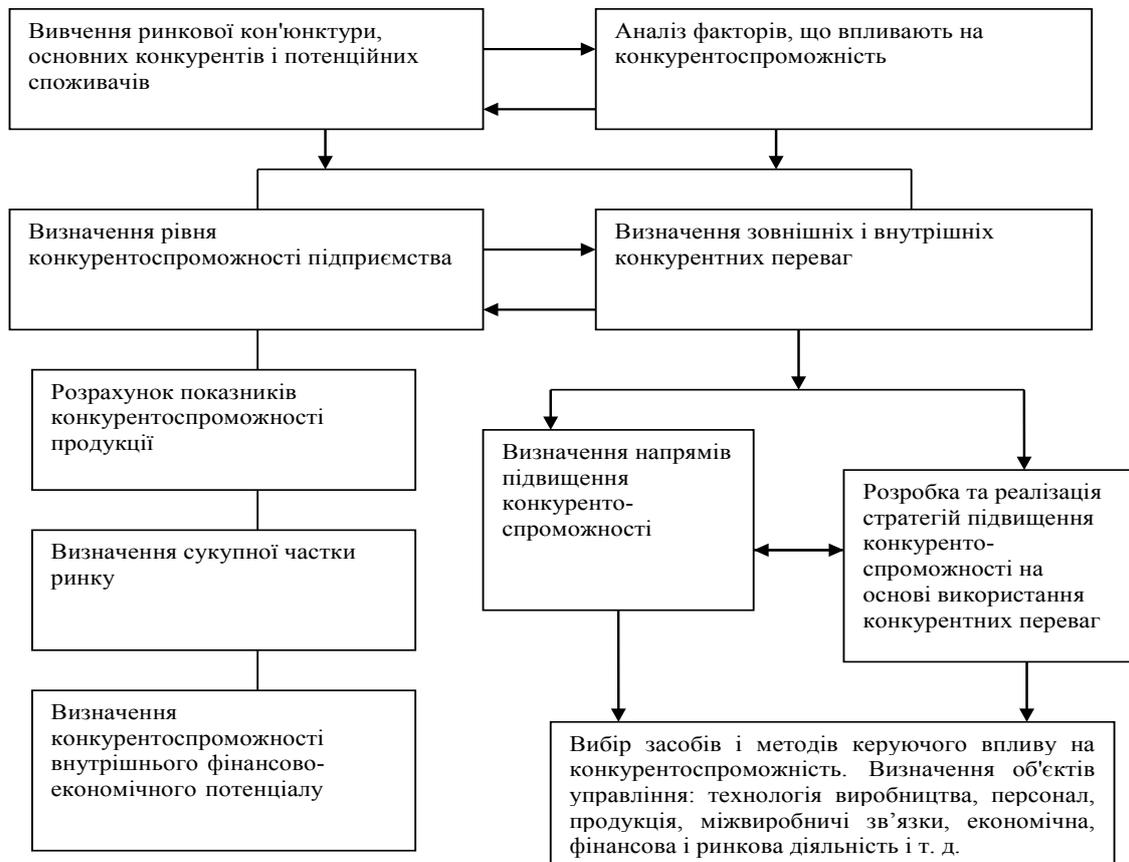 Вивчення ринкової кон'юнктури,
основних конкурентів і потенційних
споживачів
Аналіз факторів, що впливають на
конкурентоспроможність
Визначення рівня
конкурентоспроможності підприємства
Визначення зовнішніх і внутрішніх
конкурентних переваг
Розрахунок показників
конкурентоспроможності
продукції
Визначення сукупної частки
ринку
Визначення
конкурентоспроможності
внутрішнього фінансово-
економічного потенціалу
Визначення напрямів
підвищення
конкуренто-
спроможності
Розробка та реалізація
стратегій підвищення
конкуренто-
спроможності на
основі використання
конкурентних переваг
Вибір засобів і методів керуючого впливу на
конкурентоспроможність. Визначення об'єктів
управління: технологія виробництва, персонал,
продукція, міжвиробничі зв’язки, економічна,
фінансова і ринкова діяльність і т. д.